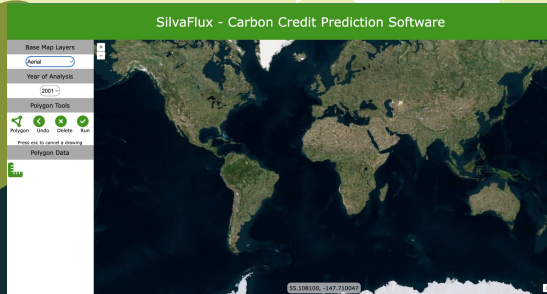 SilvaFlux - Carbon Credit Prediction Software
Base Map Layers
Aerial
Year of Analysis
2001
Polygon Tools
Polygon Undo Delete Run
Press esc to cancel a drawing
Polygon Data
+
−
55.108100, -147.710047